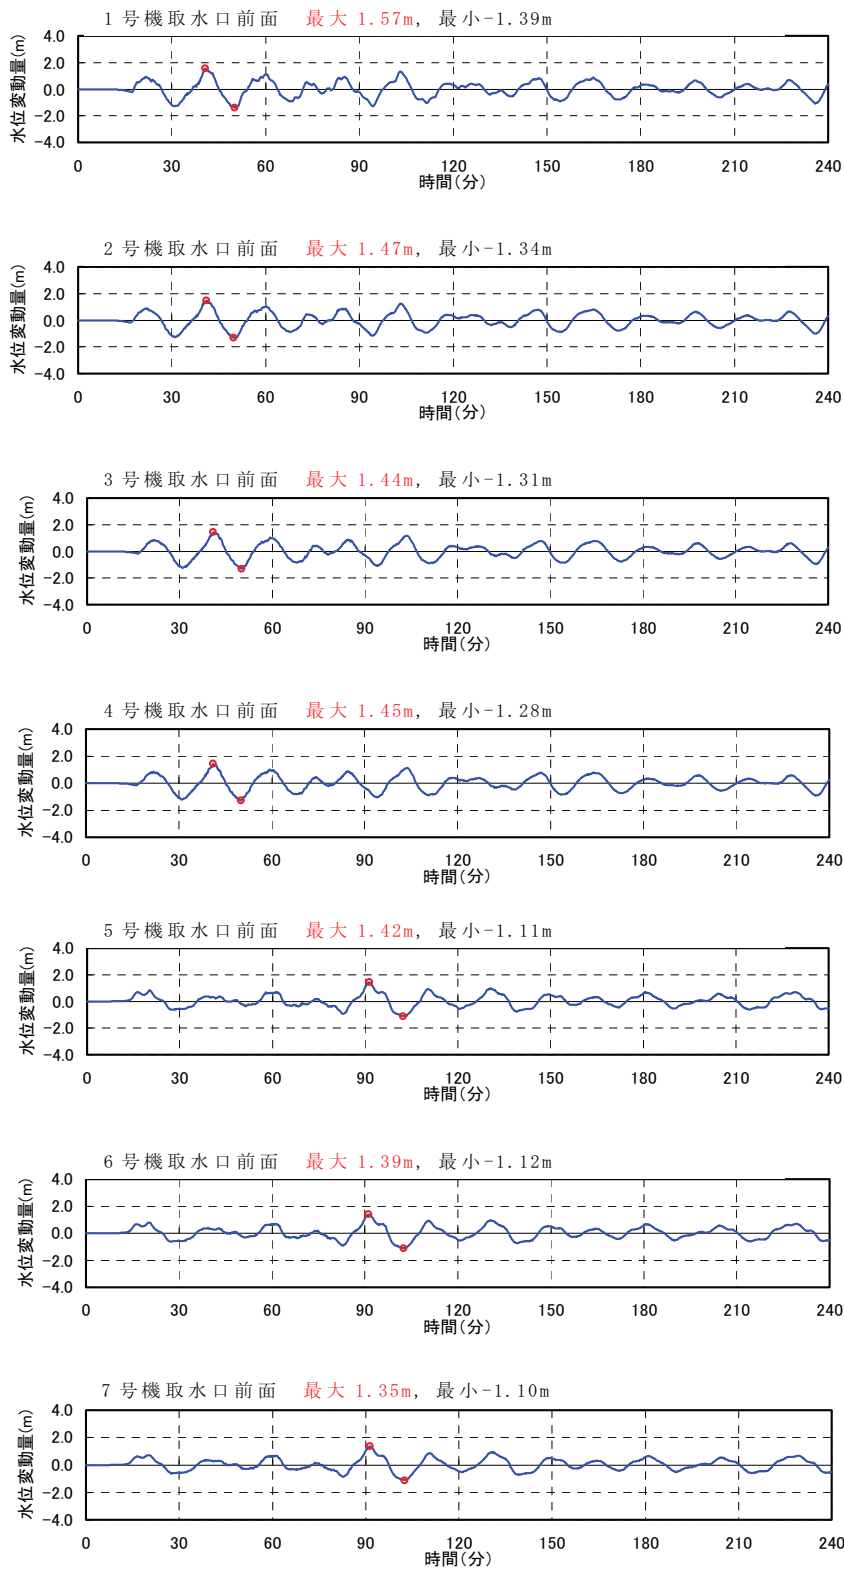 1号機取水口前面 最大 1.57m, 最小-1.39m
水位変動量(m)
4.0
2.0
0.0
-2.0
-4.0
0 30 60 90 120 150 180 210 240
時間(分)
2号機取水口前面 最大 1.47m, 最小-1.34m
水位変動量(m)
4.0
2.0
0.0
-2.0
-4.0
0 30 60 90 120 150 180 210 240
時間(分)
3号機取水口前面 最大 1.44m, 最小-1.31m
水位変動量(m)
4.0
2.0
0.0
-2.0
-4.0
0 30 60 90 120 150 180 210 240
時間(分)
4号機取水口前面 最大 1.45m, 最小-1.28m
水位変動量(m)
4.0
2.0
0.0
-2.0
-4.0
0 30 60 90 120 150 180 210 240
時間(分)
5号機取水口前面 最大 1.42m, 最小-1.11m
水位変動量(m)
4.0
2.0
0.0
-2.0
-4.0
0 30 60 90 120 150 180 210 240
時間(分)
6号機取水口前面 最大 1.39m, 最小-1.12m
水位変動量(m)
4.0
2.0
0.0
-2.0
-4.0
0 30 60 90 120 150 180 210 240
時間(分)
7号機取水口前面 最大 1.35m, 最小-1.10m
水位変動量(m)
4.0
2.0
0.0
-2.0
-4.0
0 30 60 90 120 150 180 210 240
時間(分)